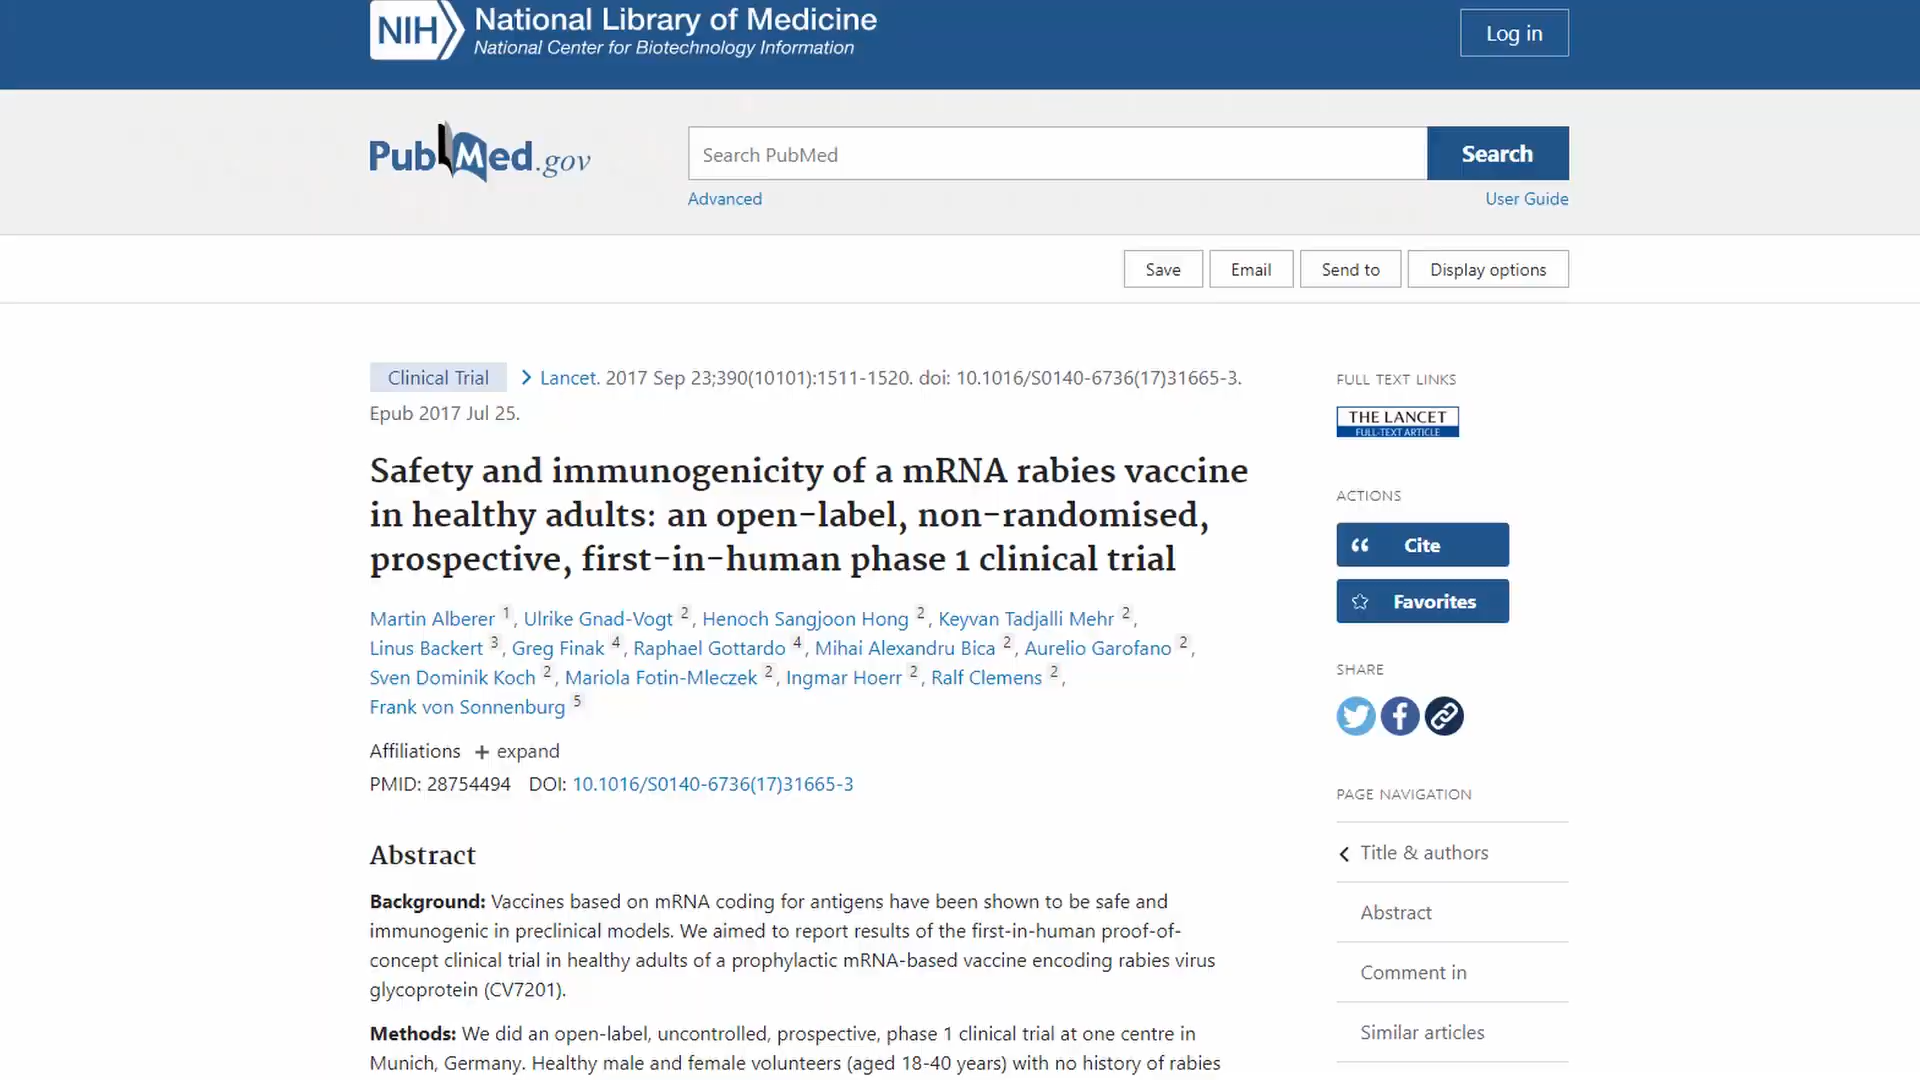 NIH National Library of Medicine
National Center for Biotechnology Information
Log in
PubMed.gov
Search PubMed
Search
Advanced
User Guide
Save
Email
Send to
Display options
Clinical Trial > Lancet. 2017 Sep 23;390(10101):1511-1520. doi: 10.1016/S0140-6736(17)31665-3.
Epub 2017 Jul 25.
Safety and immunogenicity of a mRNA rabies vaccine
in healthy adults: an open-label, non-randomised,
prospective, first-in-human phase 1 clinical trial
Martin Alberer 1, Ulrike Gnad-Vogt 2, Henoch Sangjoon Hong 2, Keyvan Tadjalli Mehr 2,
Linus Backert 3, Greg Finak 4, Raphael Gottardo 4, Mihai Alexandru Bica 2, Aurelio Garofano 2,
Sven Dominik Koch 2, Mariola Fotin-Mleczek 2, Ingmar Hoerr 2, Ralf Clemens 2,
Frank von Sonnenburg 5
Affiliations + expand
PMID: 28754494 DOI: 10.1016/S0140-6736(17)31665-3
Abstract
Background: Vaccines based on mRNA coding for antigens have been shown to be safe and
immunogenic in preclinical models. We aimed to report results of the first-in-human proof-of-
concept clinical trial in healthy adults of a prophylactic mRNA-based vaccine encoding rabies virus
glycoprotein (CV7201).
Methods: We did an open-label, uncontrolled, prospective, phase 1 clinical trial at one centre in
Munich, Germany. Healthy male and female volunteers (aged 18-40 years) with no history of rabies
FULL TEXT LINKS
THE LANCET
FULL-TEXT ARTICLE
ACTIONS
Cite
Favorites
SHARE
PAGE NAVIGATION
Title & authors
Abstract
Comment in
Similar articles